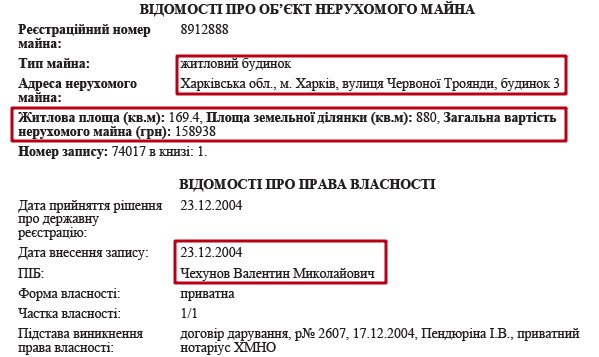 ВІДОМОСТІ ПРО ОБ'ЄКТ НЕРУХОМОГО МАЙНА
Реєстраційний номер майна: 8912888
Тип майна: житловий будинок
Адреса нерухомого майна: Харківська обл., м. Харків, вулиця Червоної Троянди, будинок 3
Житлова площа (кв.м): 169.4, Площа земельної ділянки (кв.м): 880, Загальна вартість
нерухомого майна (грн): 158938
Номер запису: 74017 в книзі: 1.
ВІДОМОСТІ ПРО ПРАВА ВЛАСНОСТІ
Дата прийняття рішення про державну реєстрацію: 23.12.2004
Дата внесення запису: 23.12.2004
ПІБ: Чехунов Валентин Миколайович
Форма власності: приватна
Частка власності: 1/1
Підстава виникнення права власності: договір дарування, р№ 2607, 17.12.2004, Пендюріна І.В., приватний нотаріус ХМНО